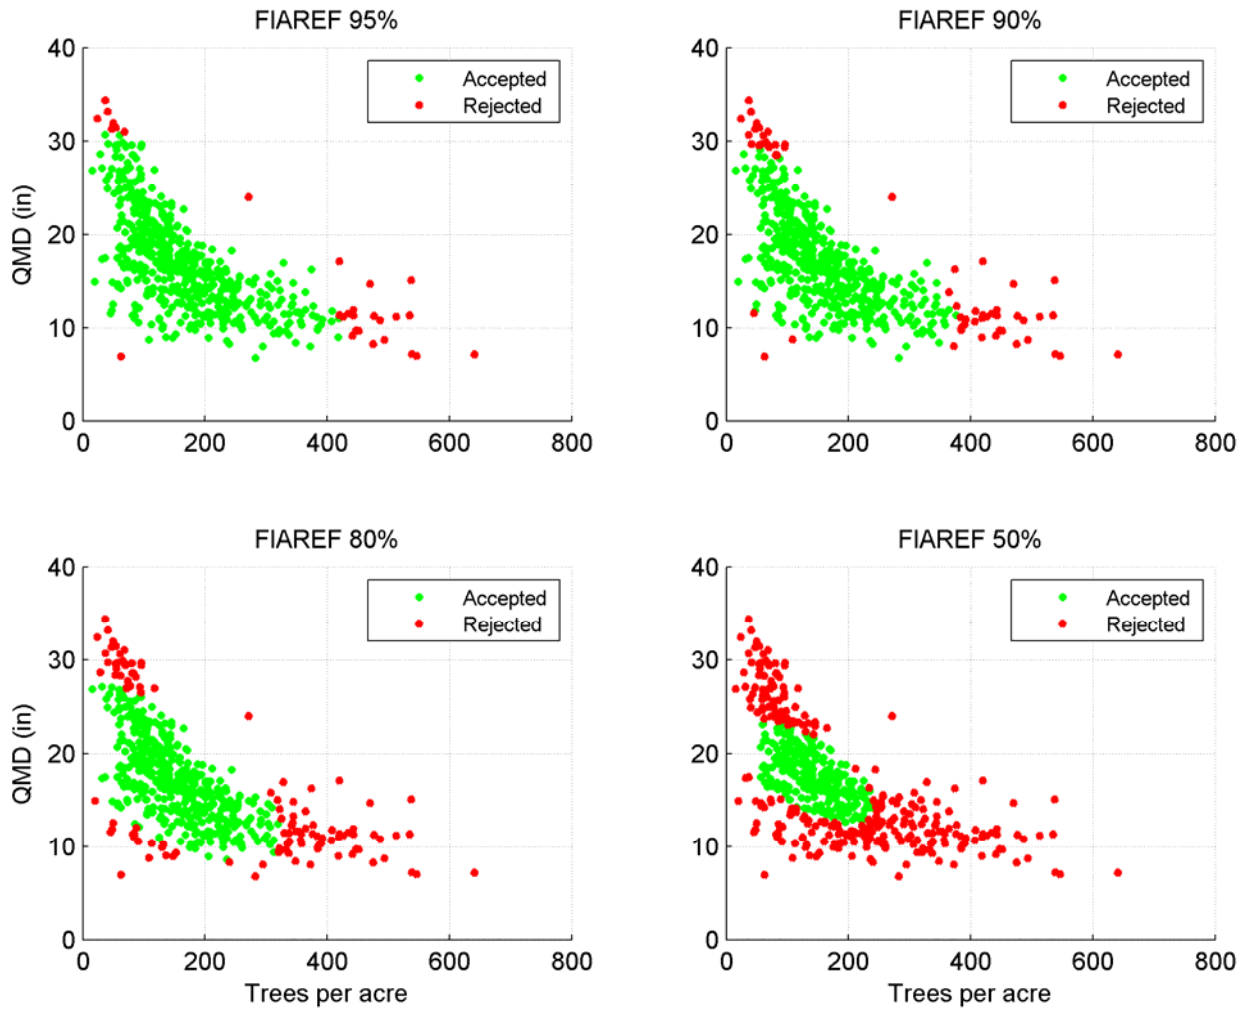 FIAREF 95%
40
30
20
10
0
QMD (in)
Accepted
Rejected
0 200 400 600 800
FIAREF 90%
40
30
20
10
0
Accepted
Rejected
0 200 400 600 800
FIAREF 80%
40
30
20
10
0
QMD (in)
Accepted
Rejected
0 200 400 600 800
Trees per acre
FIAREF 50%
40
30
20
10
0
Accepted
Rejected
0 200 400 600 800
Trees per acre